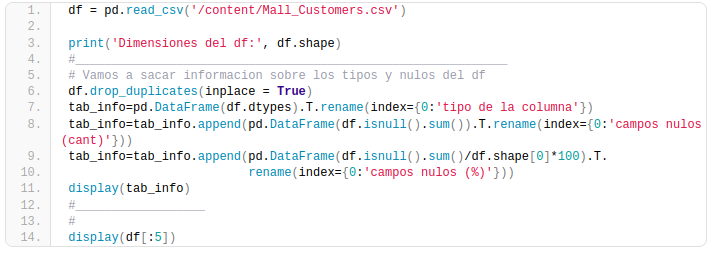 1. df = pd.read_csv('/content/Mall_Customers.csv')
2.
3. print('Dimensiones del df:', df.shape)
4. #____________________________________________________________
5. # Vamos a sacar informacion sobre los tipos y nulos del df
6. df.drop_duplicates(inplace = True)
7. tab_info=pd.DataFrame(df.dtypes).T.rename(index={0:'tipo de la columna'})
8. tab_info=tab_info.append(pd.DataFrame(df.isnull().sum()).T.rename(index={0:'campos nulos
(cant)'}))
9. tab_info=tab_info.append(pd.DataFrame(df.isnull().sum()/df.shape[0]*100).T.
10. rename(index={0:'campos nulos (%)'}))
11. display(tab_info)
12. #__________________
13. #
14. display(df[:5])